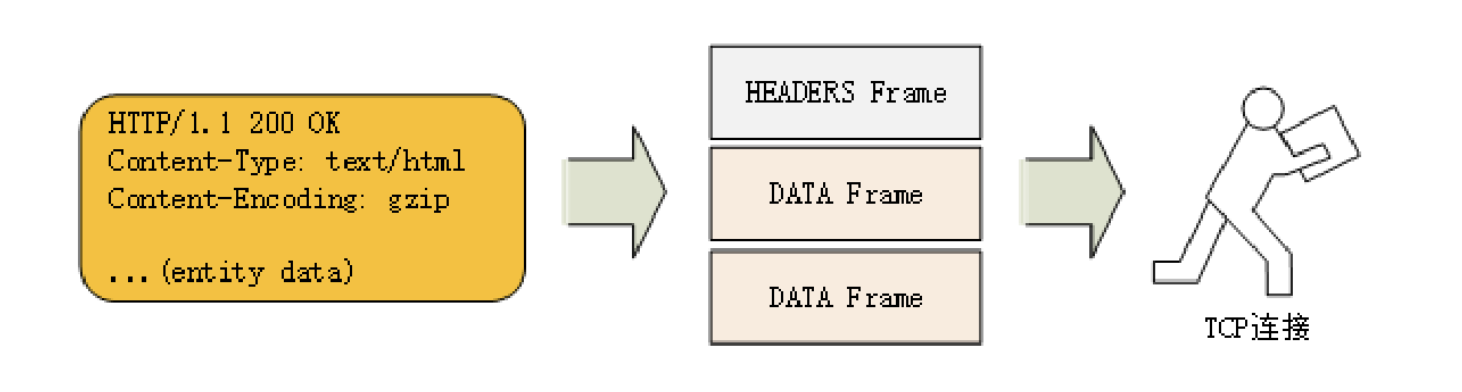 HTTP/1.1 200 OK
Content-Type: text/html
Content-Encoding: gzip
...(entity data)
HEADERS Frame
DATA Frame
DATA Frame
TCP连接